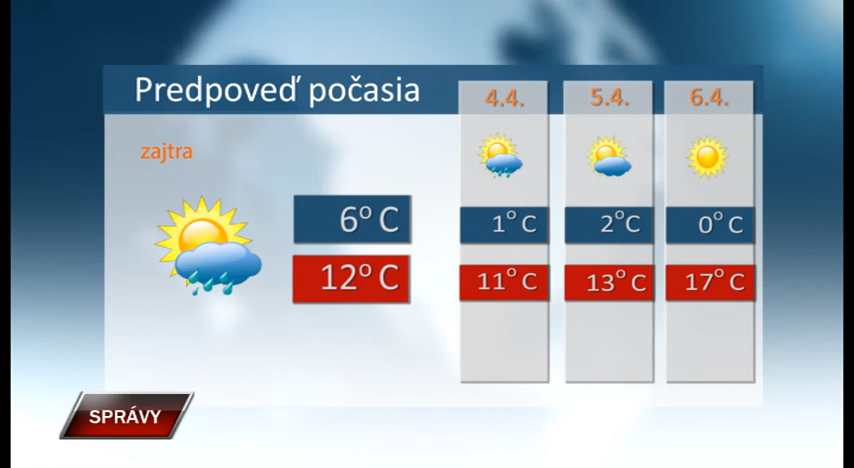 Predpoveď počasia
zajtra
6° C
12° C
4.4.
1° C
11° C
5.4.
2°C
13° C
6.4.
0° C
17° C
SPRÁVY